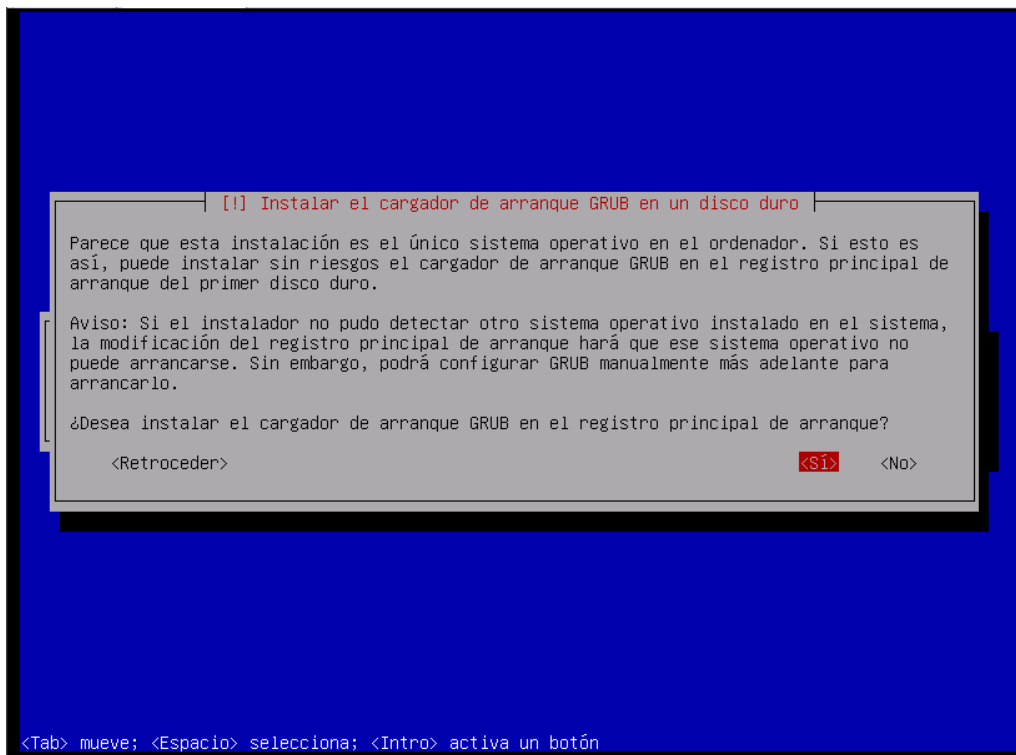 [!] Instalar el cargador de arranque GRUB en un disco duro
Parece que esta instalación es el único sistema operativo en el ordenador. Si esto es
así, puede instalar sin riesgos el cargador de arranque GRUB en el registro principal de
arranque del primer disco duro.
Aviso: Si el instalador no pudo detectar otro sistema operativo instalado en el sistema,
la modificación del registro principal de arranque hará que ese sistema operativo no
puede arrancarse. Sin embargo, podrá configurar GRUB manualmente más adelante para
arrancarlo.
¿Desea instalar el cargador de arranque GRUB en el registro principal de arranque?
<Retroceder> <Sí> <No>
<Tab> mueve; <Espacio> selecciona; <Intro> activa un botón